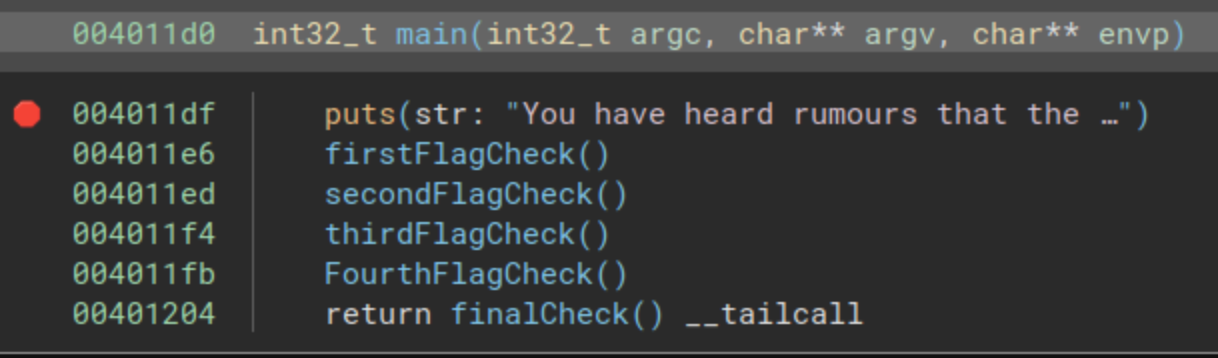 004011d0 int32_t main(int32_t argc, char** argv, char** envp)
004011df puts(str: "You have heard rumours that the …")
004011e6 firstFlagCheck()
004011ed secondFlagCheck()
004011f4 thirdFlagCheck()
004011fb FourthFlagCheck()
00401204 return finalCheck() __tailcall